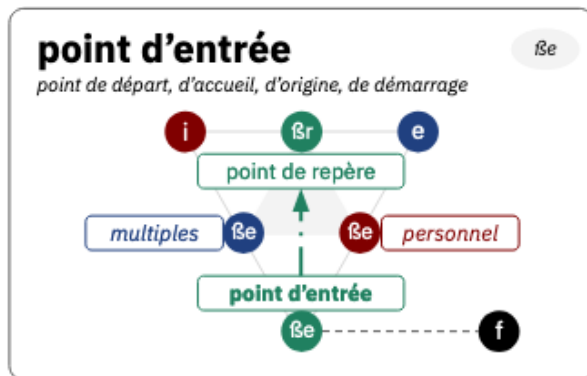 point d’entrée
ẞe
point de départ, d’accueil, d’origine, de démarrage
i ẞr e
point de repère
multiples ẞe ẞe personnel
point d’entrée
ẞe f